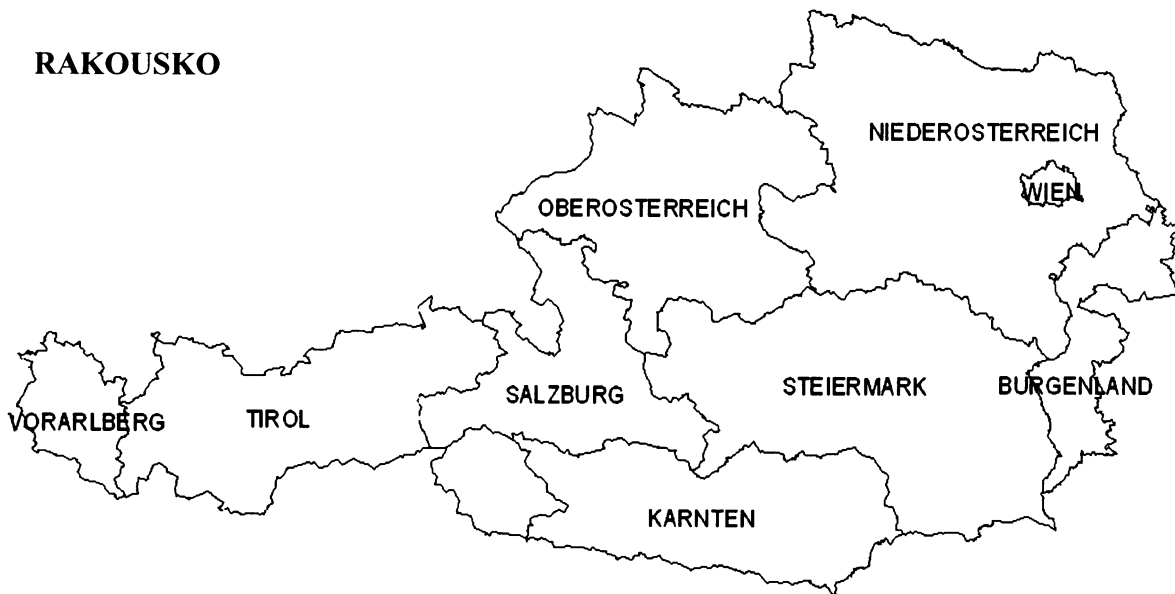 RAKOUSKO
NIEDEROSTERREICH
WIEN
OBEROSTERREICH
SALZBURG
STEIERMARK
BURGENLAND
VORARLBERG
TIROL
KARNTEN